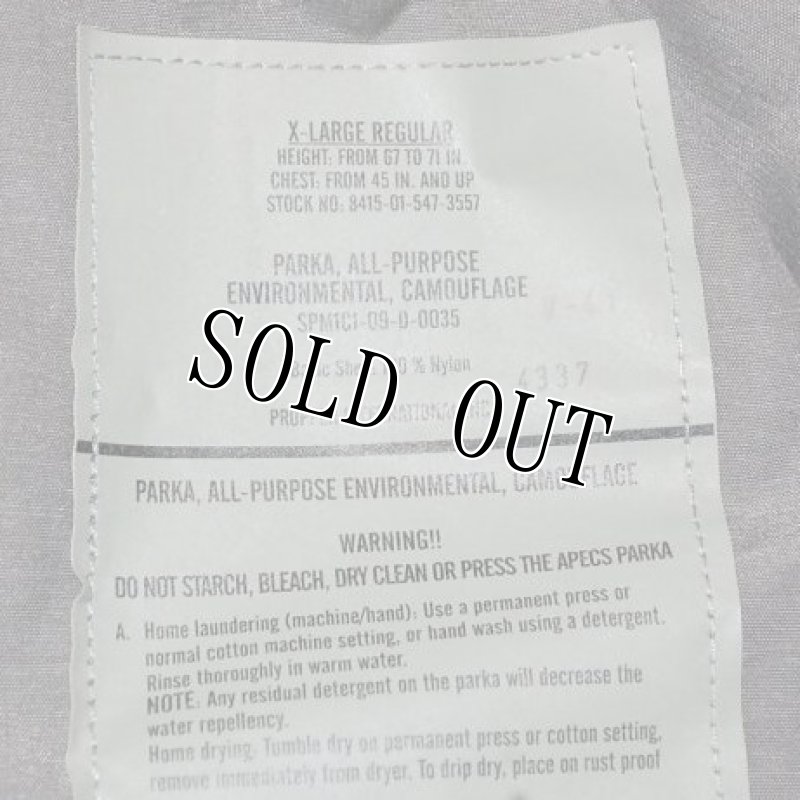 X-LARGE REGULAR
HEIGHT: FROM 67 TO 71 IN.
CHEST: FROM 45 IN. AND UP
STOCK NO: 8415-01-547-3557
PARKA, ALL-PURPOSE
ENVIRONMENTAL, CAMOUFLAGE
SPM1C1-09-D-0035
% Nylon
4337
SOLD OUT
PARKA, ALL-PURPOSE ENVIRONMENTAL, CAMOUFLAGE
WARNING!!
DO NOT STARCH, BLEACH, DRY CLEAN OR PRESS THE APECS PARKA
A. Home laundering (machine/hand): Use a permanent press or
normal cotton machine setting, or hand wash using a detergent.
Rinse thoroughly in warm water.
NOTE: Any residual detergent on the parka will decrease the
water repellency.
Home drying. Tumble dry on permanent press or cotton setting,
remove immediately from dryer. To drip dry, place on rust proof